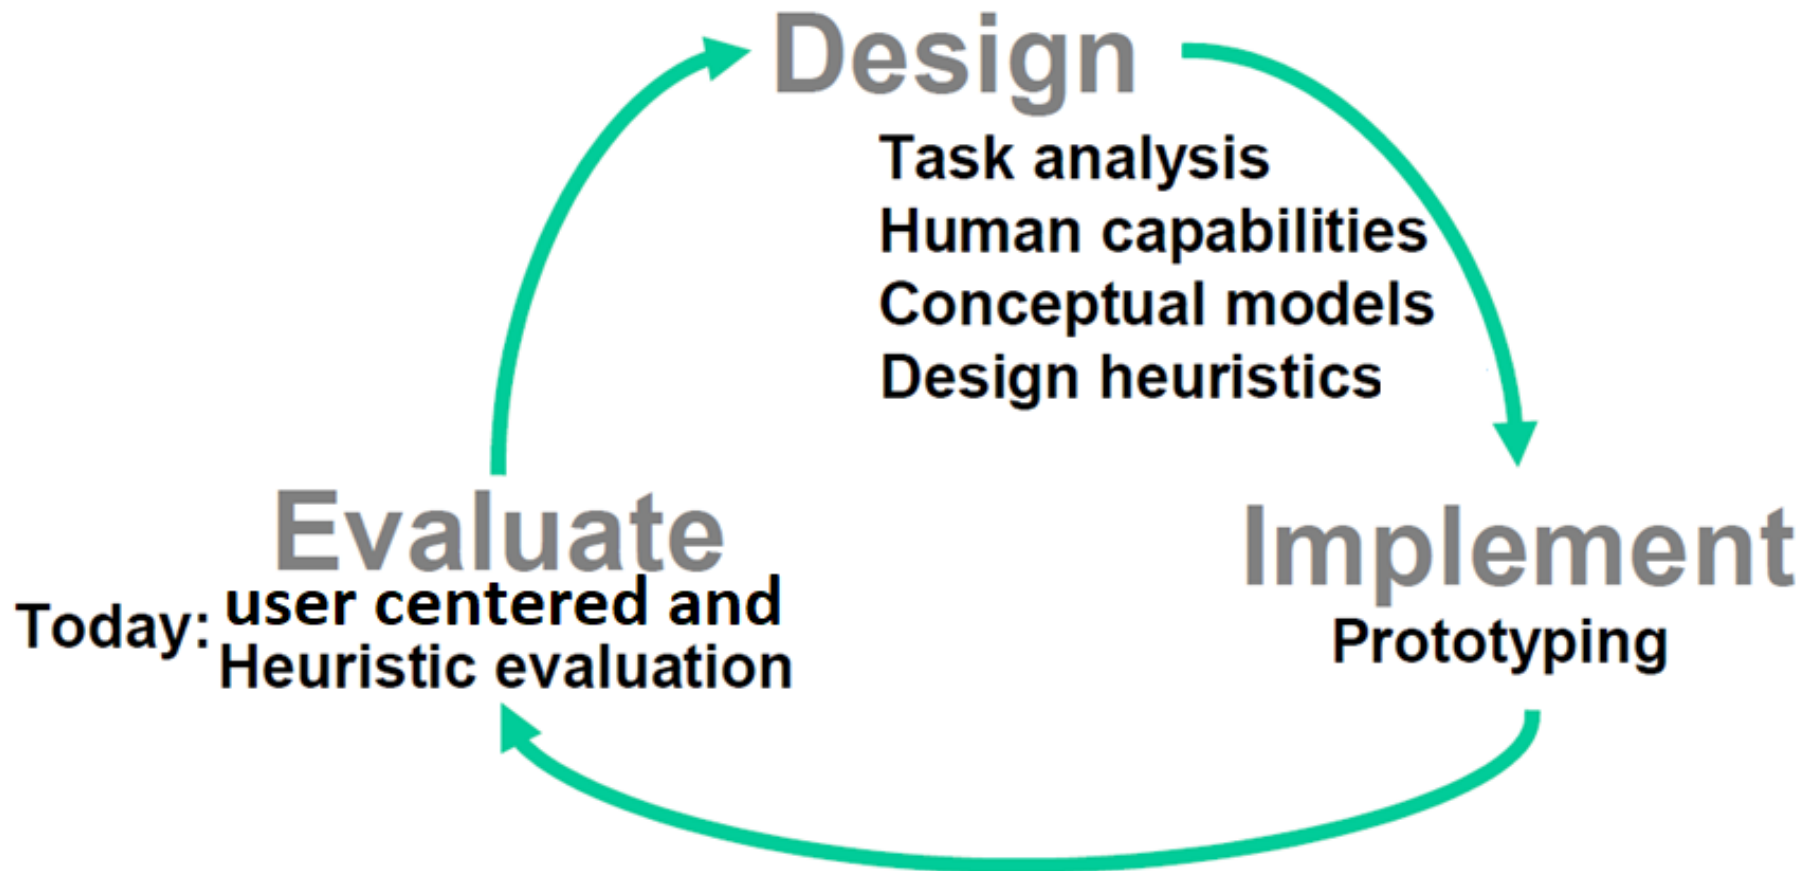 Design
Task analysis
Human capabilities
Conceptual models
Design heuristics
Implement
Prototyping
Evaluate
Today: user centered and
Heuristic evaluation